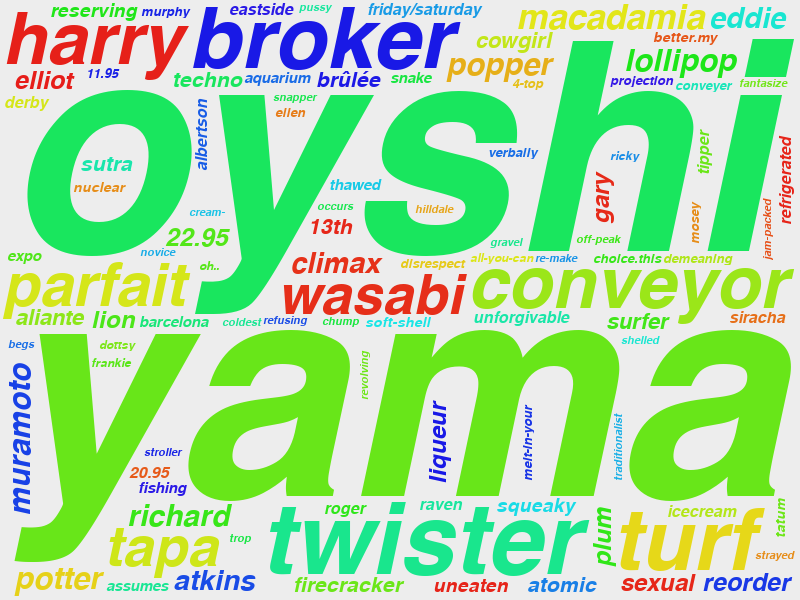 reserving murphy eastside pussy friday/saturday macadamia eddie
harry broker cowgirl better.my
elliot 11.95 techno aquarium brûlée snake popper lollipop
derby snapper 4-top projection conveyer fantasize
ellen
oyshi
albertson
verbally
ricky
tipper
refrigerated
sutra
nuclear
thawed
gary
cream-
occurs
hilldale
mosey
jam-packed
22.95 13th
gravel
off-peak
expo
novice
oh..
climax
disrespect
all-you-can
re-make
choice.this
demeaning
parfait wasabi conveyor
aliante lion barcelona coldest refusing chump soft-shell unforgivable surfer siracha
begs
dottsy
shelled
yama
frankie
revolving
muramoto
liqueur
melt-in-your
traditionalist
stroller
20.95
fishing
richard roger raven squeaky plum icecream tatum
tapa trop twister turf
strayed
potter assumes atkins firecracker uneaten atomic sexual reorder